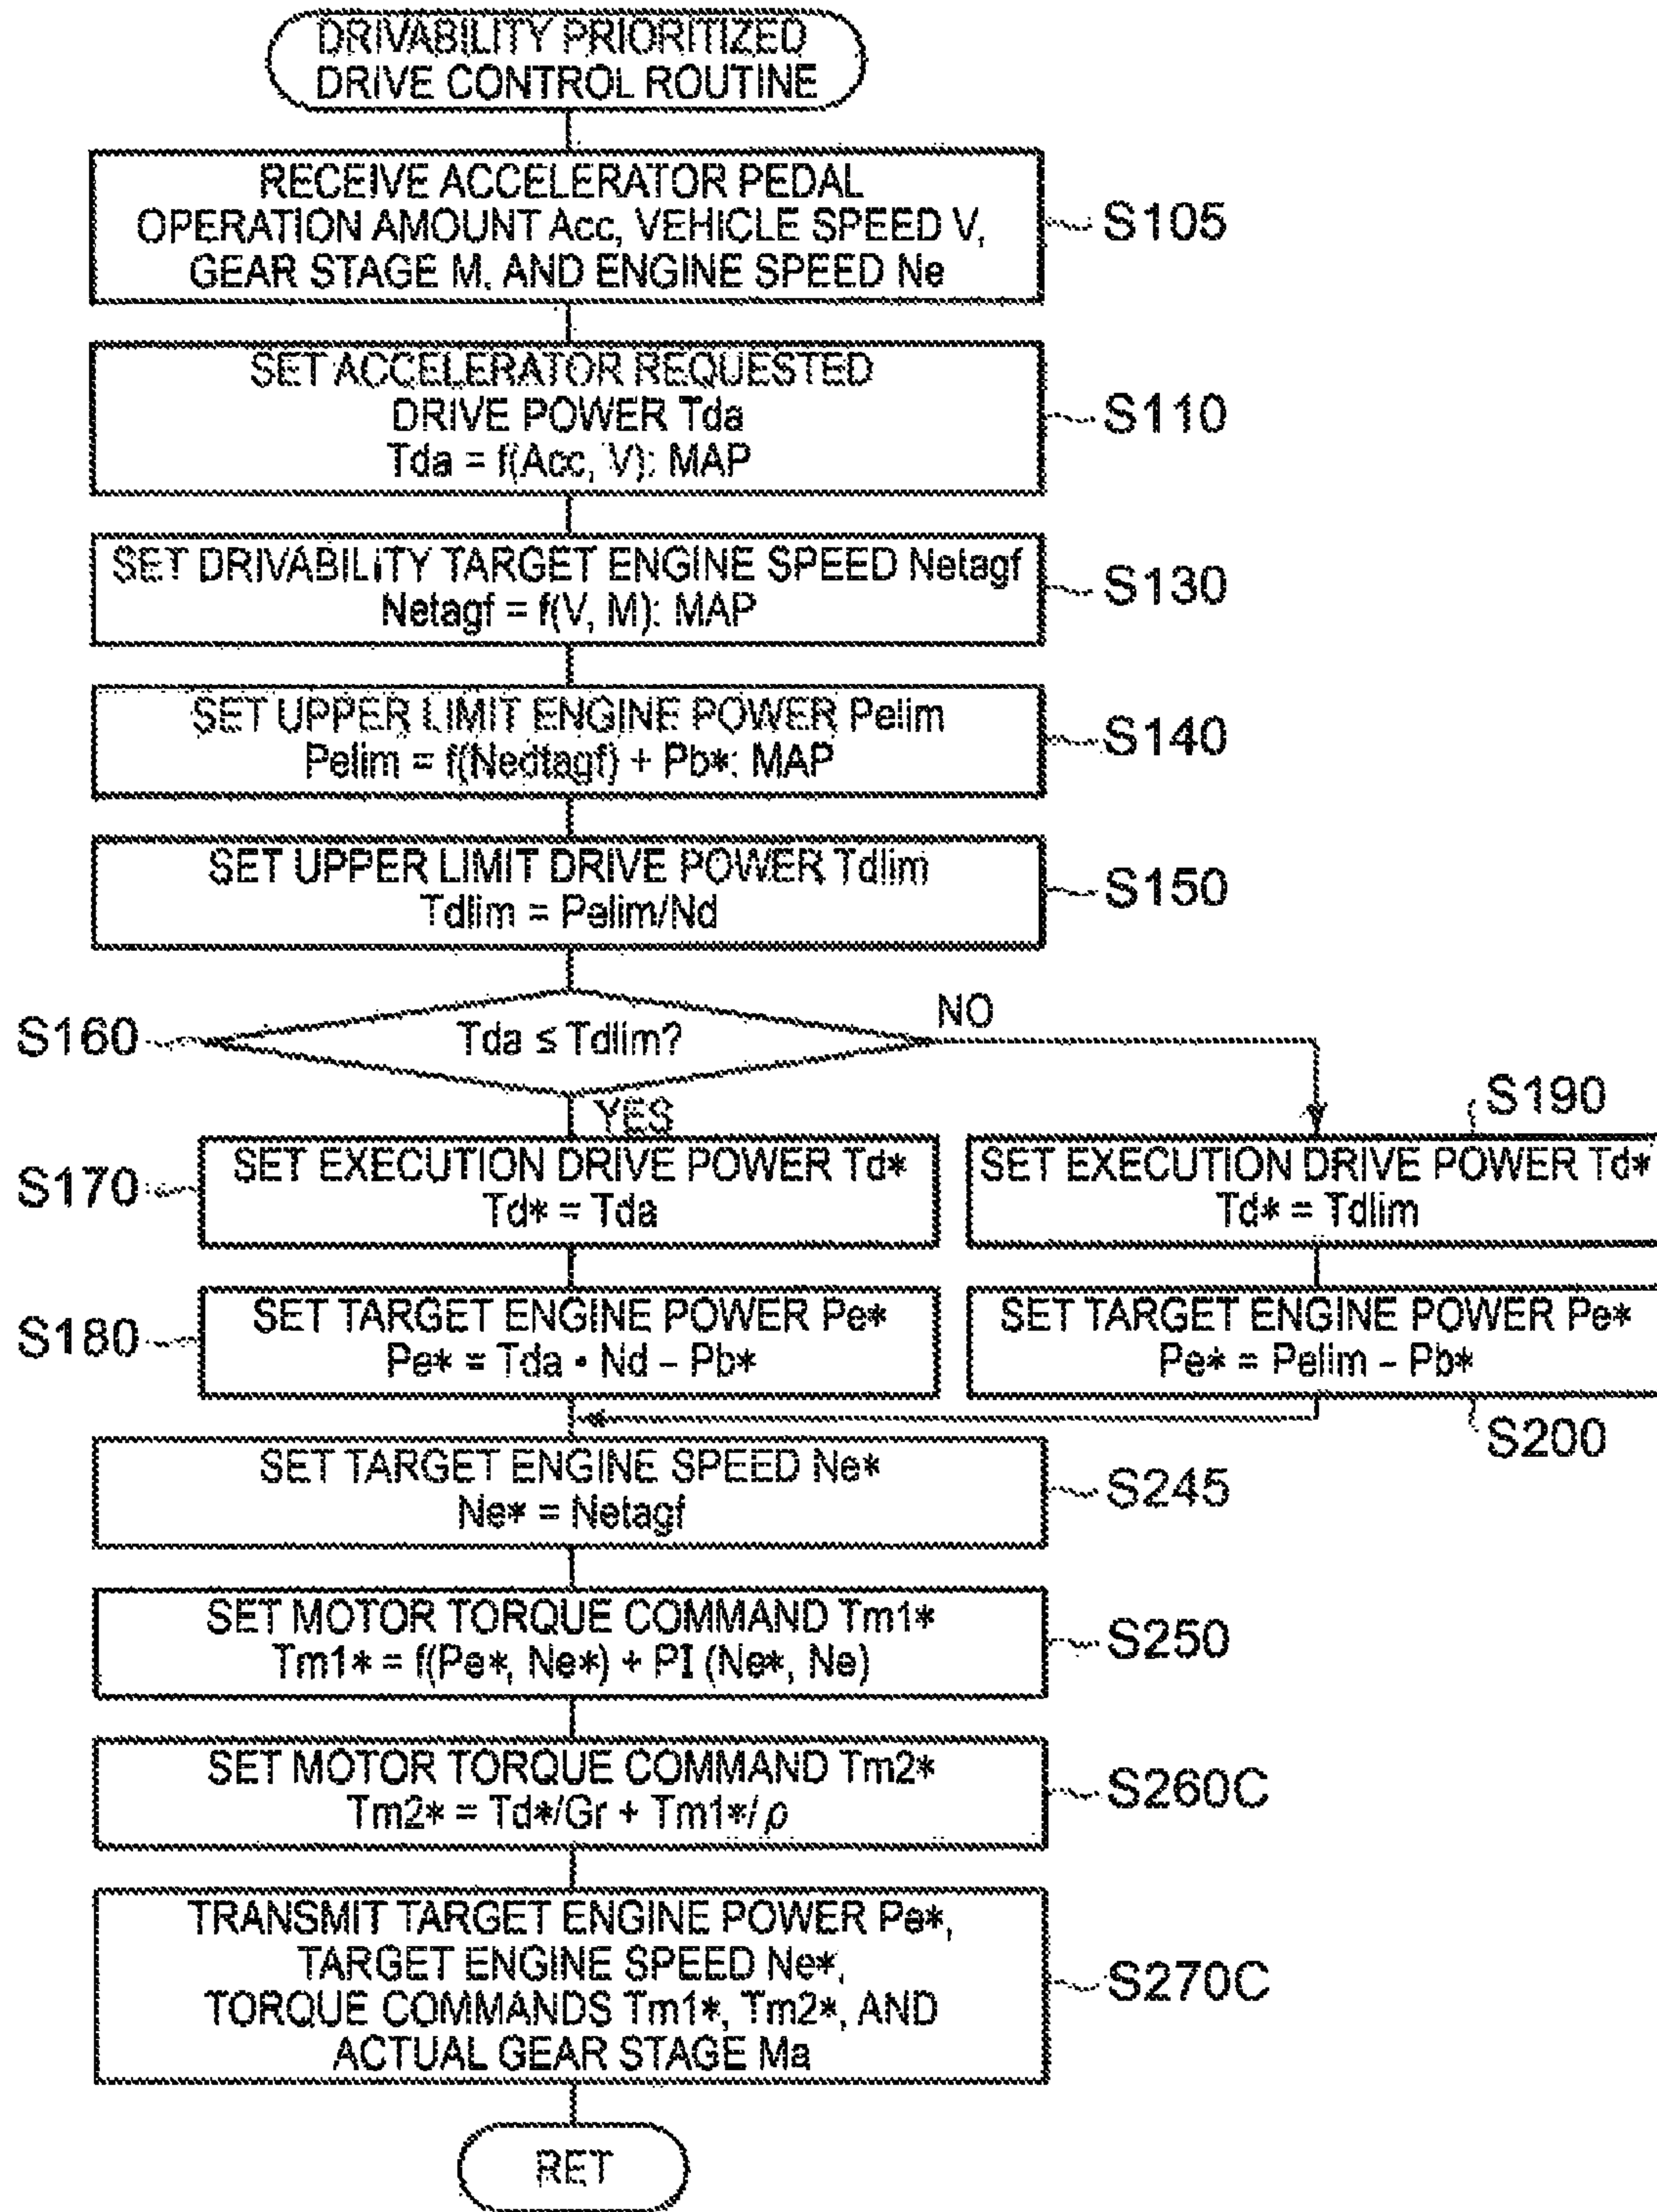 DRIVABILITY PRIORITIZED
DRIVE CONTROL ROUTINE
RECEIVE ACCELERATOR PEDAL
OPERATION AMOUNT Acc, VEHICLE SPEED V,
GEAR STAGE M, AND ENGINE SPEED Ne
S105
SET ACCELERATOR REQUESTED
DRIVE POWER Tda
Tda = f(Acc, V): MAP
S110
SET DRIVABILITY TARGET ENGINE SPEED Netagf
Netagf = f(V, M): MAP
S130
SET UPPER LIMIT ENGINE POWER Pelim
Pelim = f(Nedtagf) + Pb*: MAP
S140
SET UPPER LIMIT DRIVE POWER Tdlim
Tdlim = Pelim/Nd
S150
S160
Tda ≤ Tdlim?
NO
YES
S190
S170
SET EXECUTION DRIVE POWER Td*
Td* = Tda
SET EXECUTION DRIVE POWER Td*
Td* = Tdlim
S180
SET TARGET ENGINE POWER Pe*
Pe* = Tda • Nd – Pb*
SET TARGET ENGINE POWER Pe*
Pe* = Pelim – Pb*
S200
SET TARGET ENGINE SPEED Ne*
Ne* = Netagf
S245
SET MOTOR TORQUE COMMAND Tm1*
Tm1* = f(Pe*, Ne*) + PI (Ne*, Ne)
S250
SET MOTOR TORQUE COMMAND Tm2*
Tm2* = Td*/Gr + Tm1*/ρ
S260C
TRANSMIT TARGET ENGINE POWER Pe*,
TARGET ENGINE SPEED Ne*,
TORQUE COMMANDS Tm1*, Tm2*, AND
ACTUAL GEAR STAGE Ma
S270C
RET